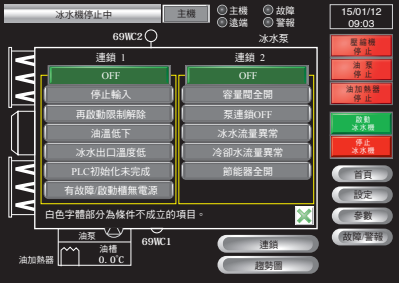 冰水機停止中
主機
主機
故障
遠端
警報
15/01/12
09:03
69WC2
冰水泵
連鎖 1
連鎖 2
OFF
OFF
停止輸入
容量閥全開
再啟動限制解除
泵連鎖OFF
油溫低下
冰水流量異常
冰水出口溫度低
冷卻水流量異常
PLC初始化未完成
節能器全開
有故障/啟動櫃無電源
白色字體部分為條件不成立的項目。
壓縮機
停止
油泵
停止
油加熱器
停止
啟動
冰水機
停止
冰水機
首頁
設定
參數
故障/警報
油泵
油槽
69WC1
油加熱器
0.0℃
連鎖
趨勢圖